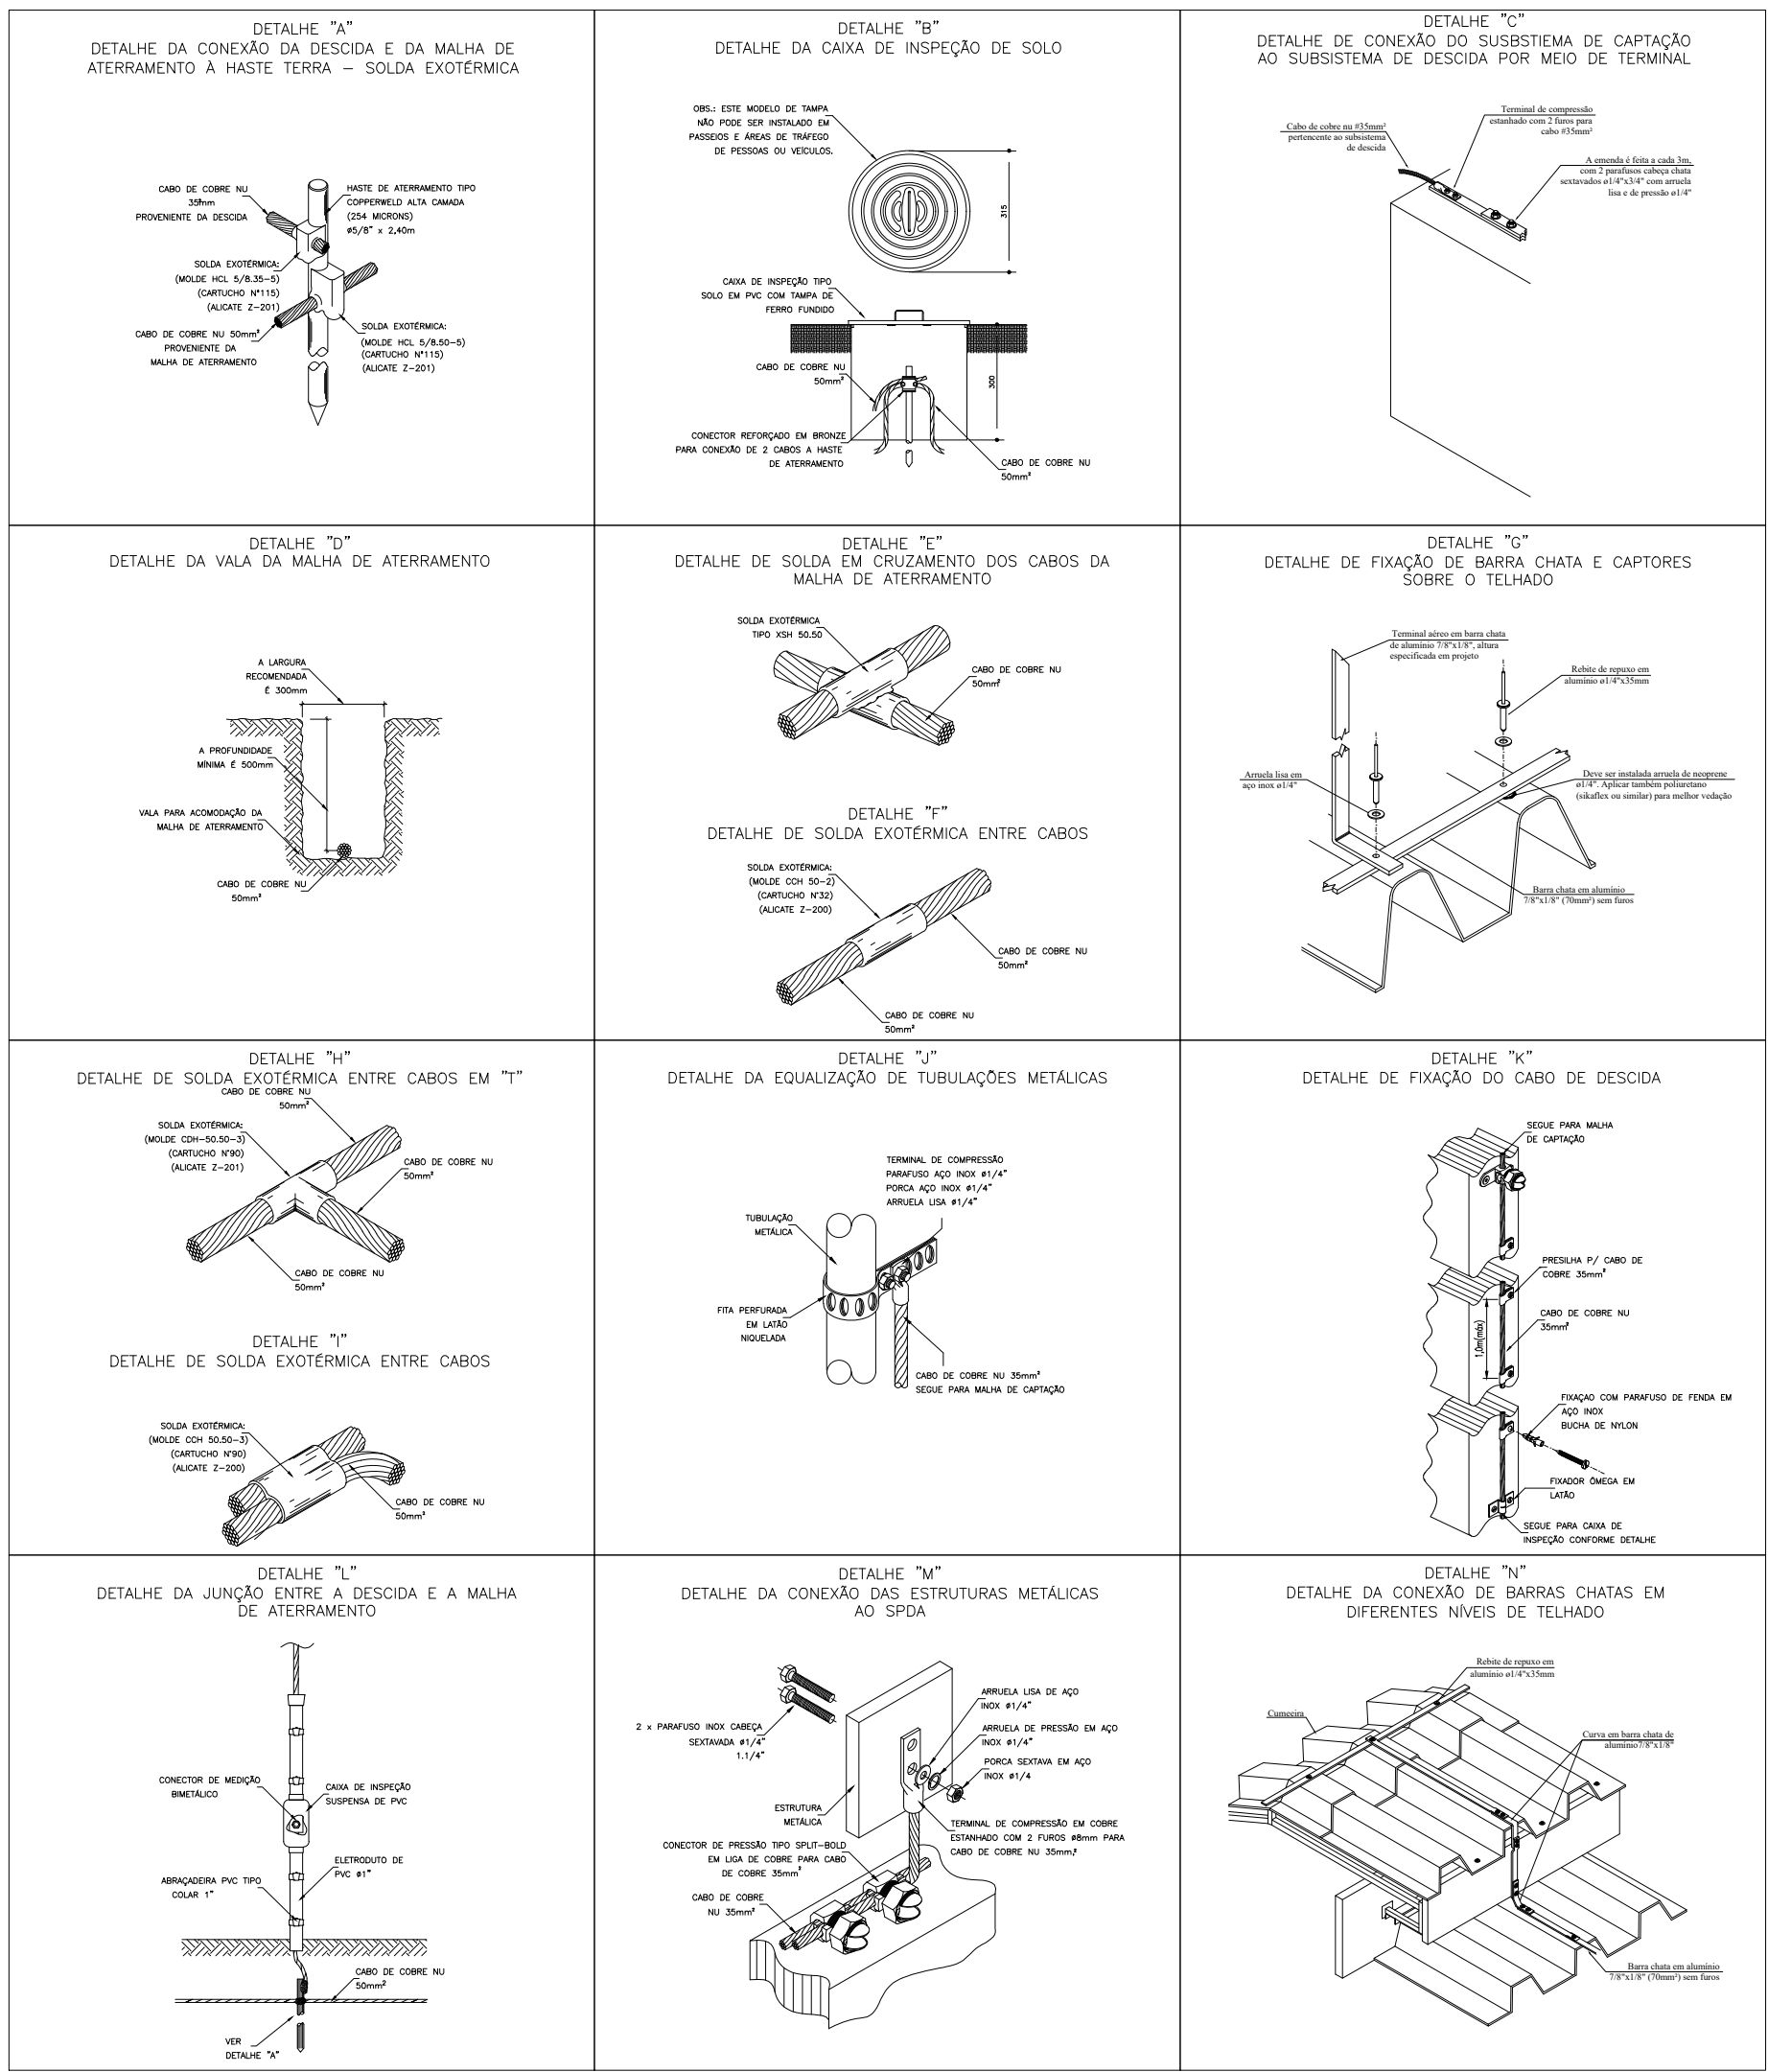 DETALHE "A"
DETALHE DA CONEXÃO DA DESCIDA E DA MALHA DE
ATERRAMENTO À HASTE TERRA – SOLDA EXOTÉRMICA
CABO DE COBRE NU
35mm
PROVENIENTE DA DESCIDA
HASTE DE ATERRAMENTO TIPO
COPPERWELD ALTA CAMADA
(254 MICRONS)
ø5/8" x 2,40m
SOLDA EXOTÉRMICA:
(MOLDE HCL 5/8.35-5)
(CARTUCHO N°115)
(ALICATE Z-201)
CABO DE COBRE NU 50mm²
PROVENIENTE DA
MALHA DE ATERRAMENTO
SOLDA EXOTÉRMICA:
(MOLDE HCL 5/8.50-5)
(CARTUCHO N°115)
(ALICATE Z-201)
DETALHE "B"
DETALHE DA CAIXA DE INSPEÇÃO DE SOLO
OBS.: ESTE MODELO DE TAMPA
NÃO PODE SER INSTALADO EM
PASSEIOS E ÁREAS DE TRÁFEGO
DE PESSOAS OU VEÍCULOS.
315
CAIXA DE INSPEÇÃO TIPO
SOLO EM PVC COM TAMPA DE
FERRO FUNDIDO
CABO DE COBRE NU
50mm²
300
CONECTOR REFORÇADO EM BRONZE
PARA CONEXÃO DE 2 CABOS A HASTE
DE ATERRAMENTO
CABO DE COBRE NU
50mm²
DETALHE "C"
DETALHE DE CONEXÃO DO SUSBSTIEMA DE CAPTAÇÃO
AO SUBSISTEMA DE DESCIDA POR MEIO DE TERMINAL
Terminal de compressão
estanhado com 2 furos para
cabo #35mm²
Cabo de cobre nu #35mm²
pertencente ao subsistema
de descida
A emenda é feita a cada 3m,
com 2 parafusos cabeça chata
sextavados ø1/4"x3/4" com arruela
lisa e de pressão ø1/4"
DETALHE "D"
DETALHE DA VALA DA MALHA DE ATERRAMENTO
A LARGURA
RECOMENDADA
É 300mm
A PROFUNDIDADE
MÍNIMA É 500mm
VALA PARA ACOMODAÇÃO DA
MALHA DE ATERRAMENTO
CABO DE COBRE NU
50mm²
DETALHE "E"
DETALHE DE SOLDA EM CRUZAMENTO DOS CABOS DA
MALHA DE ATERRAMENTO
SOLDA EXOTÉRMICA
TIPO XSH 50.50
CABO DE COBRE NU
50mm²
DETALHE "F"
DETALHE DE SOLDA EXOTÉRMICA ENTRE CABOS
SOLDA EXOTÉRMICA:
(MOLDE CCH 50-2)
(CARTUCHO N°32)
(ALICATE Z-200)
CABO DE COBRE NU
50mm²
CABO DE COBRE NU
50mm²
DETALHE "G"
DETALHE DE FIXAÇÃO DE BARRA CHATA E CAPTORES
SOBRE O TELHADO
Terminal aéreo em barra chata
de alumínio 7/8"x1/8", altura
especificada em projeto
Rebite de repuxo em
alumínio ø1/4"x35mm
Arruela lisa em
aço inox ø1/4"
Deve ser instalada arruela de neoprene
ø1/4". Aplicar também poliuretano
(sikaflex ou similar) para melhor vedação
Barra chata em alumínio
7/8"x1/8" (70mm²) sem furos
DETALHE "H"
DETALHE DE SOLDA EXOTÉRMICA ENTRE CABOS EM "T"
CABO DE COBRE NU
50mm²
SOLDA EXOTÉRMICA:
(MOLDE CDH-50.50-3)
(CARTUCHO N°90)
(ALICATE Z-201)
CABO DE COBRE NU
50mm²
CABO DE COBRE NU
50mm²
DETALHE "I"
DETALHE DE SOLDA EXOTÉRMICA ENTRE CABOS
SOLDA EXOTÉRMICA:
(MOLDE CCH 50.50-3)
(CARTUCHO N°90)
(ALICATE Z-200)
CABO DE COBRE NU
50mm²
DETALHE "J"
DETALHE DA EQUALIZAÇÃO DE TUBULAÇÕES METÁLICAS
TERMINAL DE COMPRESSÃO
PARAFUSO AÇO INOX ø1/4"
PORCA AÇO INOX ø1/4"
ARRUELA LISA ø1/4"
TUBULAÇÃO
METÁLICA
FITA PERFURADA
EM LATÃO
NIQUELADA
CABO DE COBRE NU 35mm²
SEGUE PARA MALHA DE CAPTAÇÃO
DETALHE "K"
DETALHE DE FIXAÇÃO DO CABO DE DESCIDA
SEGUE PARA MALHA
DE CAPTAÇÃO
PRESILHA P/ CABO DE
COBRE 35mm²
CABO DE COBRE NU
35mm²
1,0m(máx)
FIXAÇAO COM PARAFUSO DE FENDA EM
AÇO INOX
BUCHA DE NYLON
FIXADOR ÔMEGA EM
LATÃO
SEGUE PARA CAIXA DE
INSPEÇÃO CONFORME DETALHE
DETALHE "L"
DETALHE DA JUNÇÃO ENTRE A DESCIDA E A MALHA
DE ATERRAMENTO
CONECTOR DE MEDIÇÃO
BIMETÁLICO
CAIXA DE INSPEÇÃO
SUSPENSA DE PVC
ELETRODUTO DE
PVC ø1"
ABRAÇADEIRA PVC TIPO
COLAR 1"
CABO DE COBRE NU
50mm²
VER
DETALHE "A"
DETALHE "M"
DETALHE DA CONEXÃO DAS ESTRUTURAS METÁLICAS
AO SPDA
2 x PARAFUSO INOX CABEÇA
SEXTAVADA ø1/4"
1.1/4"
ARRUELA LISA DE AÇO
INOX ø1/4"
ARRUELA DE PRESSÃO EM AÇO
INOX ø1/4"
PORCA SEXTAVA EM AÇO
INOX ø1/4
ESTRUTURA
METÁLICA
TERMINAL DE COMPRESSÃO EM COBRE
ESTANHADO COM 2 FUROS ø8mm PARA
CABO DE COBRE NU 35mm,²
CONECTOR DE PRESSÃO TIPO SPLIT-BOLD
EM LIGA DE COBRE PARA CABO
DE COBRE 35mm²
CABO DE COBRE
NU 35mm²
DETALHE "N"
DETALHE DA CONEXÃO DE BARRAS CHATAS EM
DIFERENTES NÍVEIS DE TELHADO
Rebite de repuxo em
alumínio ø1/4"x35mm
Cumeeira
Curva em barra chata de
alumínio7/8"x1/8"
Barra chata em alumínio
7/8"x1/8" (70mm²) sem furos